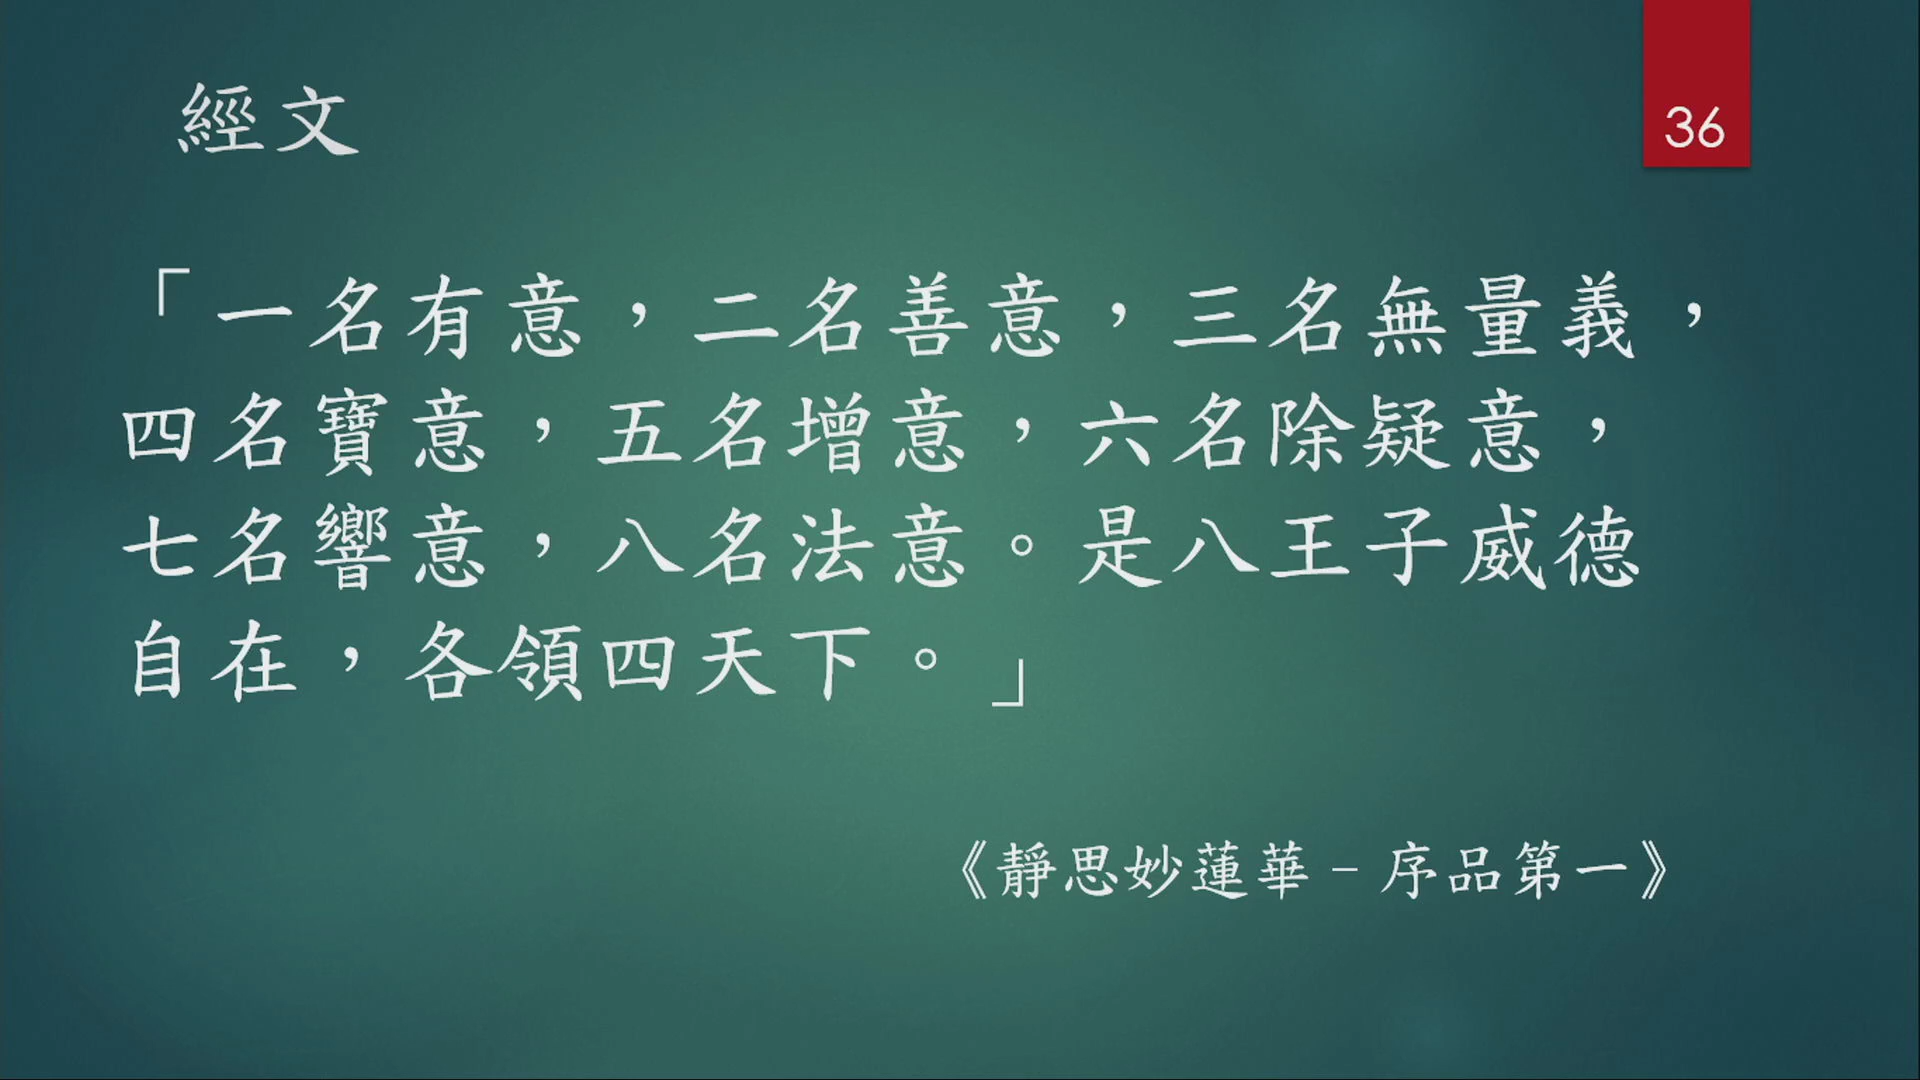 經文
36
「一名有意，二名善意，三名無量義，
四名寶意，五名增意，六名除疑意，
七名響意，八名法意。是八王子威德
自在，各領四天下。」
《靜思妙蓮華－序品第一》